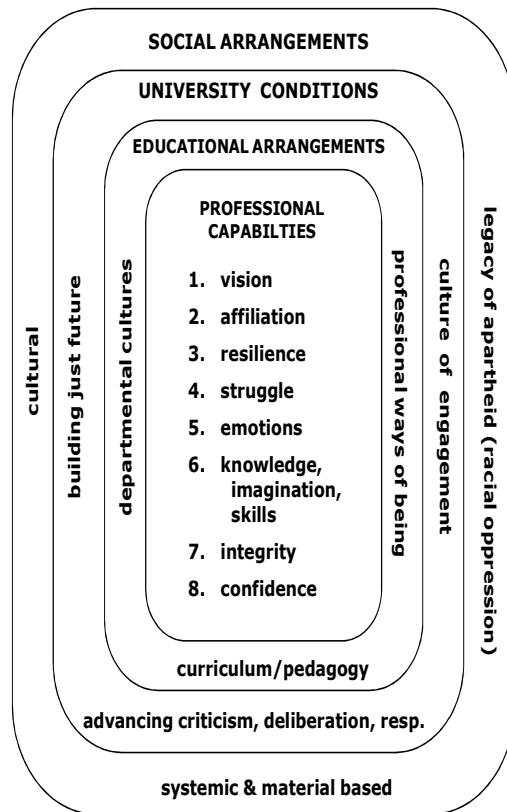 SOCIAL ARRANGEMENTS
UNIVERSITY CONDITIONS
EDUCATIONAL ARRANGEMENTS
PROFESSIONAL
CAPABILTIES
1. vision
2. affiliation
3. resilience
4. struggle
5. emotions
6. knowledge,
imagination,
skills
7. integrity
8. confidence
cultural
building just future
departmental cultures
professional ways of being
culture of engagement
legacy of apartheid (racial oppression)
curriculum/pedagogy
advancing criticism, deliberation, resp.
systemic & material based